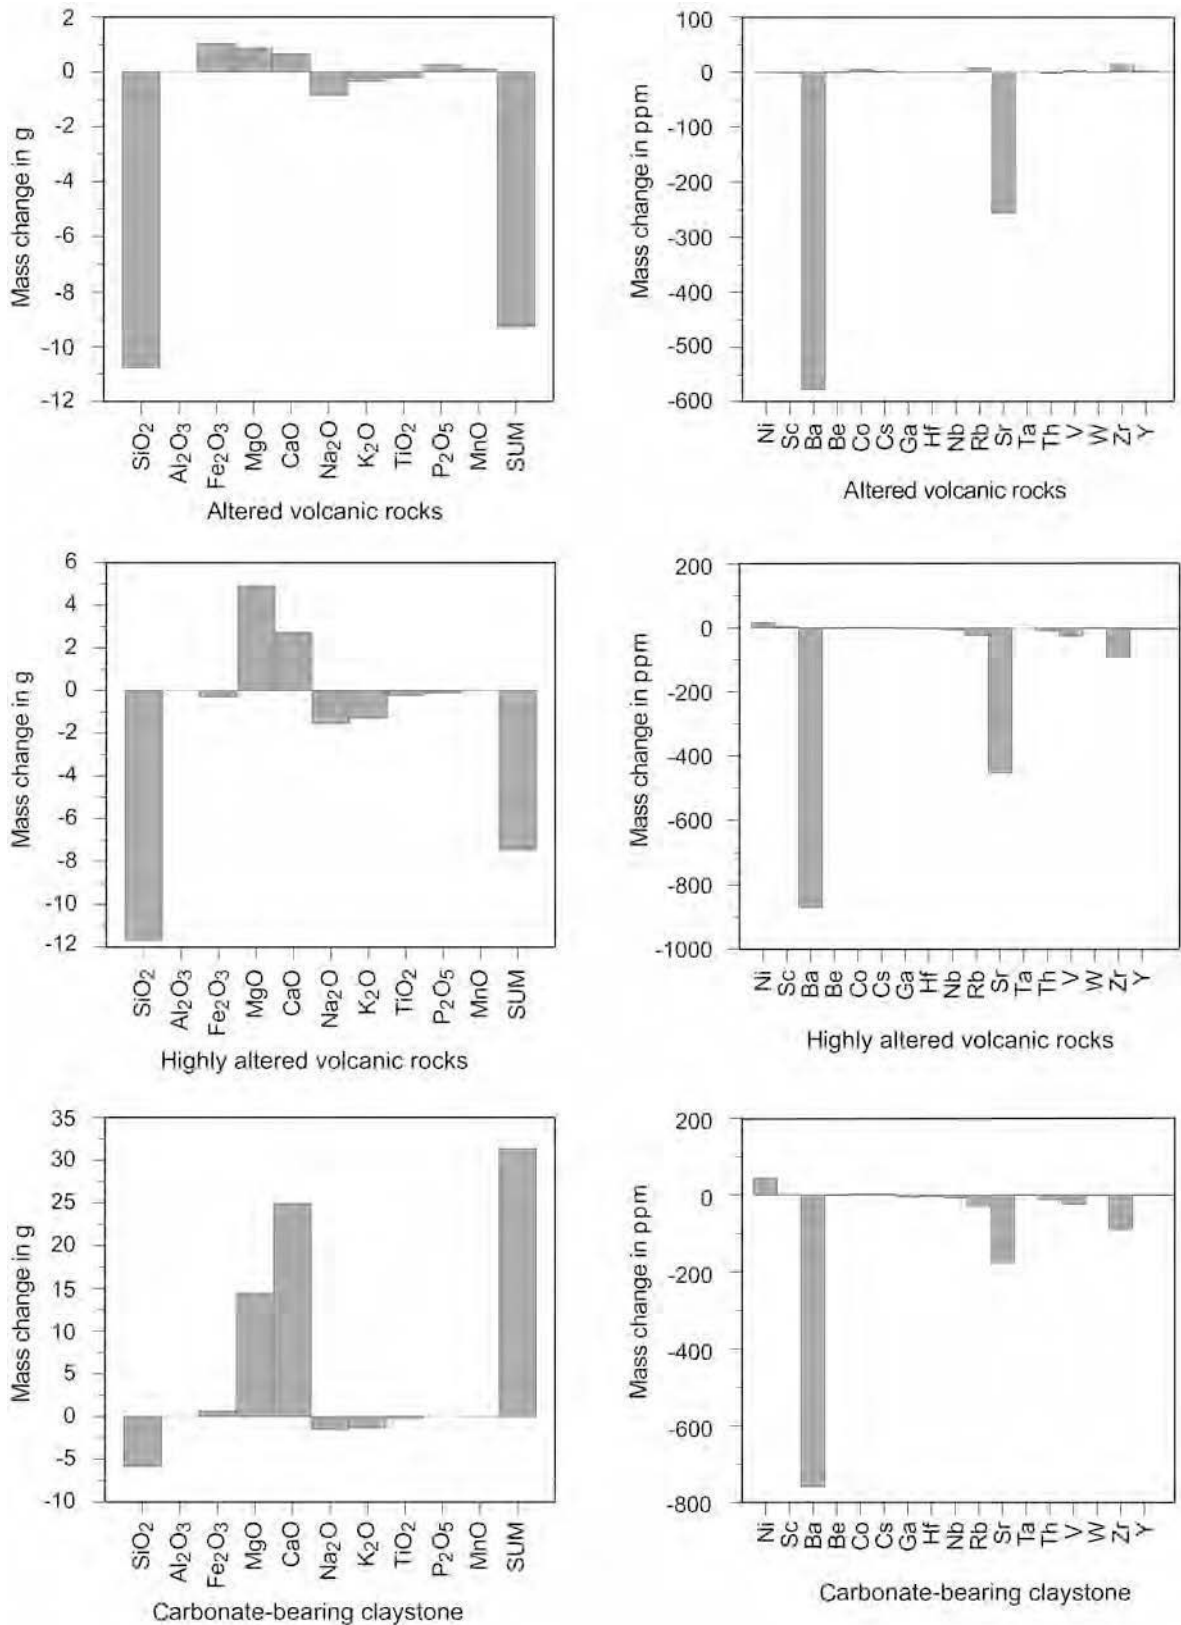 2
0
-2
-4
-6
-8
-10
-12
Mass change in g
SiO₂ Al₂O₃ Fe₂O₃ MgO CaO Na₂O K₂O TiO₂ P₂O₅ MnO SUM
Altered volcanic rocks
100
0
-100
-200
-300
-400
-500
-600
Mass change in ppm
Ni Sc Ba Be Co Cs Ga Hf Nb Rb Sr Ta Th V W Zr Y
Altered volcanic rocks
6
4
2
0
-2
-4
-6
-8
-10
-12
Mass change in g
SiO₂ Al₂O₃ Fe₂O₃ MgO CaO Na₂O K₂O TiO₂ P₂O₅ MnO SUM
Highly altered volcanic rocks
200
0
-200
-400
-600
-800
-1000
Mass change in ppm
Ni Sc Ba Be Co Cs Ga Hf Nb Rb Sr Ta Th V W Zr Y
Highly altered volcanic rocks
35
30
25
20
15
10
5
0
-5
-10
Mass change in g
SiO₂ Al₂O₃ Fe₂O₃ MgO CaO Na₂O K₂O TiO₂ P₂O₅ MnO SUM
Carbonate-bearing claystone
200
0
-200
-400
-600
-800
Mass change in ppm
Ni Sc Ba Be Co Cs Ga Hf Nb Rb Sr Ta Th V W Zr Y
Carbonate-bearing claystone